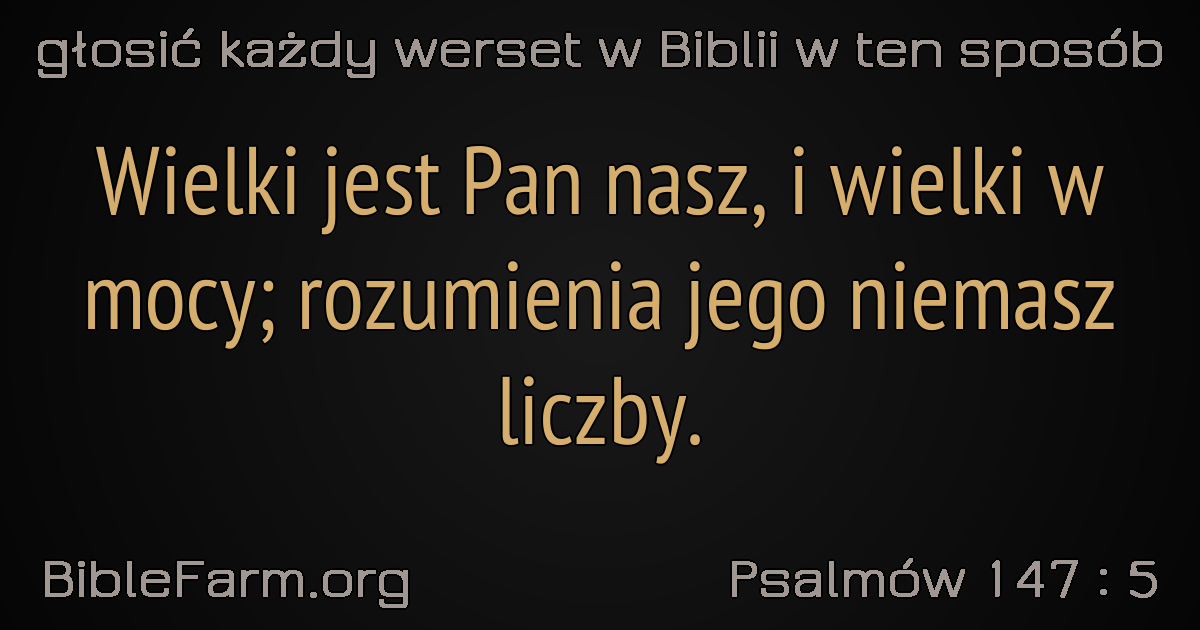 głosić każdy werset w Biblii w ten sposób
Wielki jest Pan nasz, i wielki w
mocy; rozumienia jego niemasz
liczby.
BibleFarm.org
Psalmów 147 : 5